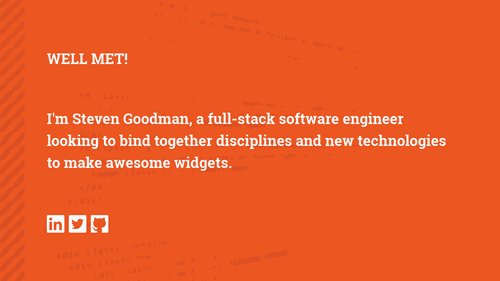 WELL MET!
I'm Steven Goodman, a full-stack software engineer
looking to bind together disciplines and new technologies
to make awesome widgets.